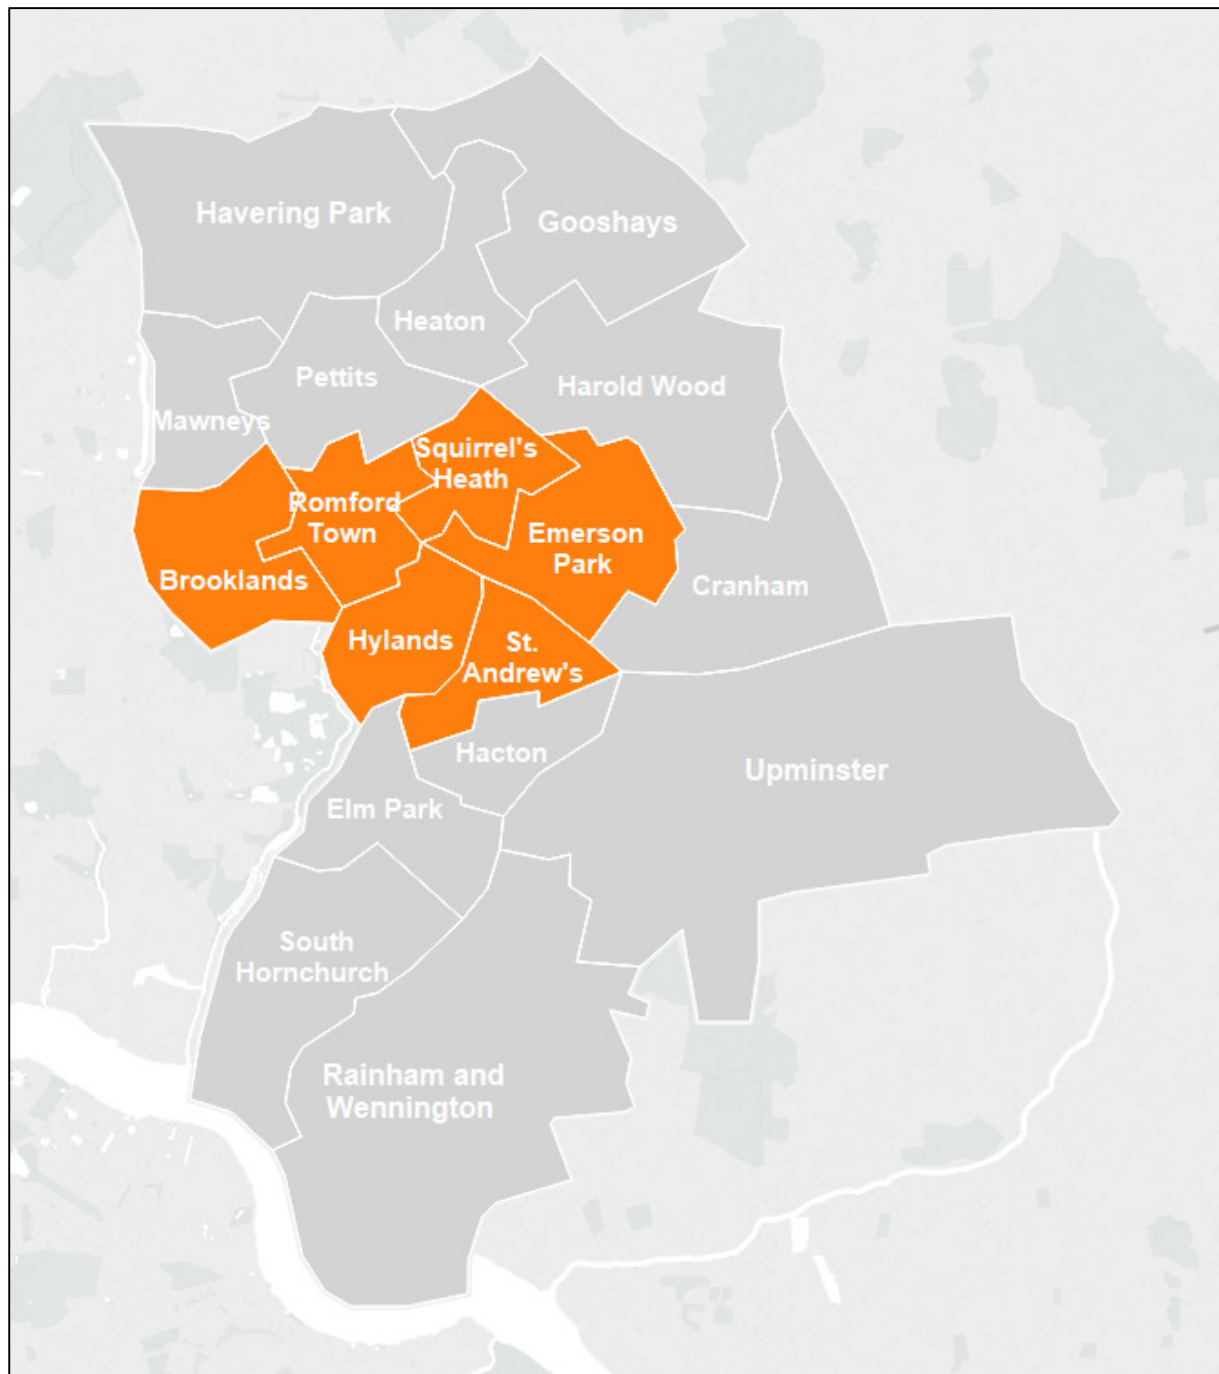 Havering Park
Gooshays
Heaton
Pettits
Harold Wood
Mawneys
Squirrel's
Heath
Romford
Town
Emerson
Park
Brooklands
Cranham
Hylands
St.
Andrew's
Hacton
Upminster
Elm Park
South
Hornchurch
Rainham and
Wennington